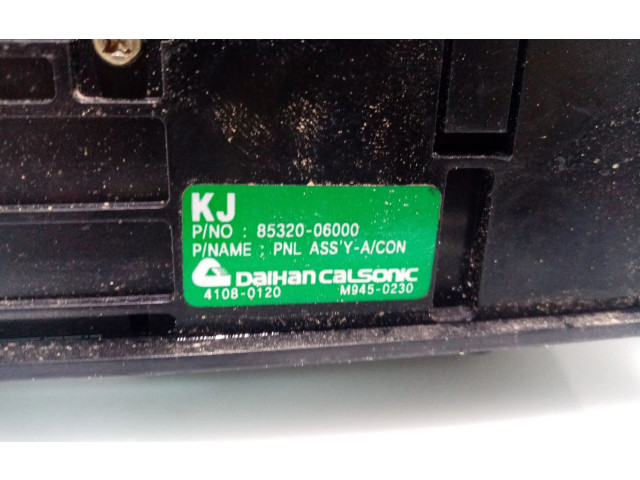 KJ
P/NO : 85320-06000
P/NAME : PNL ASS'Y-A/CON
DAIHAN CALSONIC
4108-0120 M945-0230